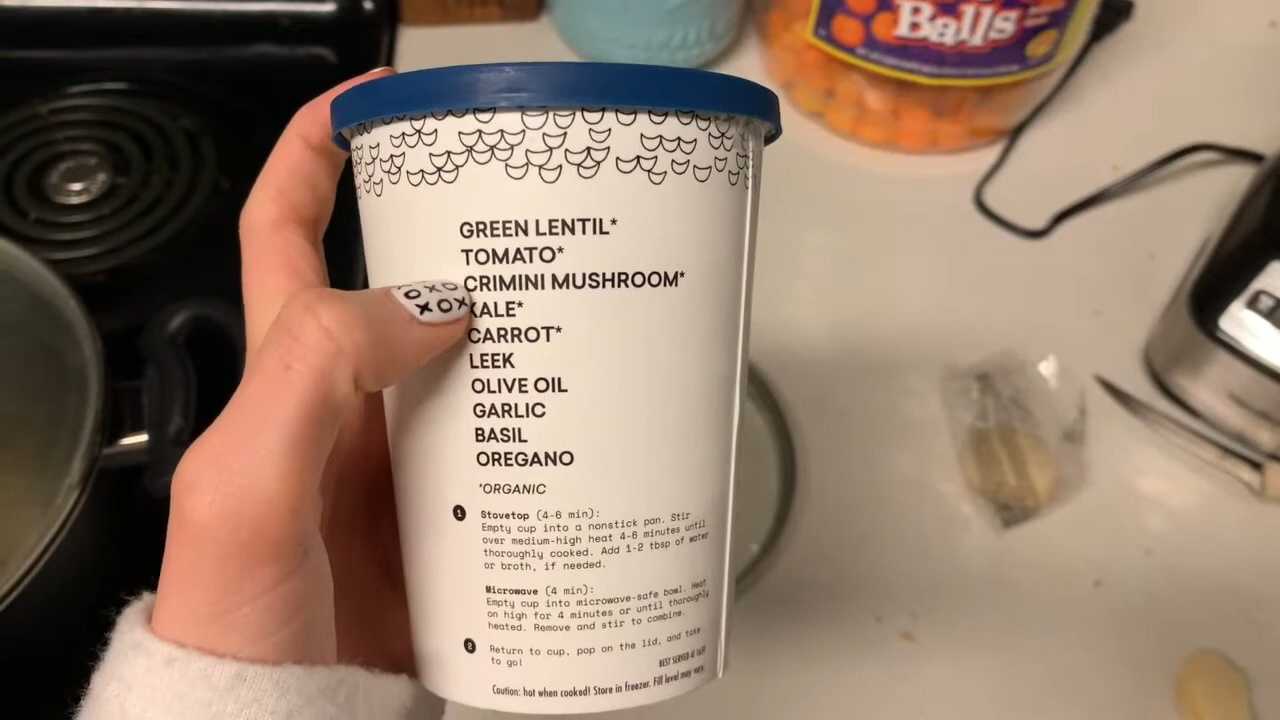 Balls
GREEN LENTIL*
TOMATO*
CRIMINI MUSHROOM*
KALE*
CARROT*
LEEK
OLIVE OIL
GARLIC
BASIL
OREGANO
*ORGANIC
1 Stovetop (4-6 min):
Empty cup into a nonstick pan. Stir
over medium-high heat 4-6 minutes until
thoroughly cooked. Add 1-2 tbsp of water
or broth, if needed.
Microwave (4 min):
Empty cup into microwave-safe bowl. Heat
on high for 4 minutes or until thoroughly
heated. Remove and stir to combine.
2 Return to cup, pop on the lid, and take
to go!
BEST SERVED AT
Caution: hot when cooked! Store in freezer. Fill level may vary.